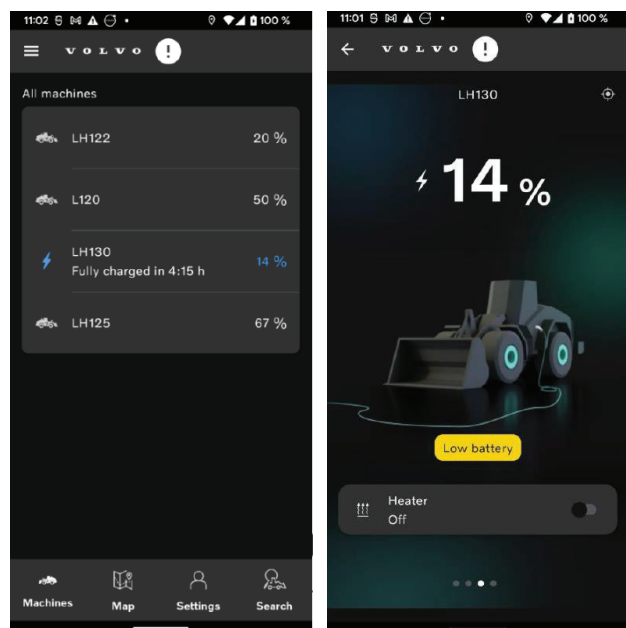 11:02
100 %
VOLVO
!
All machines
LH122
20 %
L120
50 %
LH130
Fully charged in 4:15 h
14 %
LH125
67 %
Machines
Map
Settings
Search
11:01
100 %
VOLVO
!
LH130
14 %
Low battery
Heater
Off